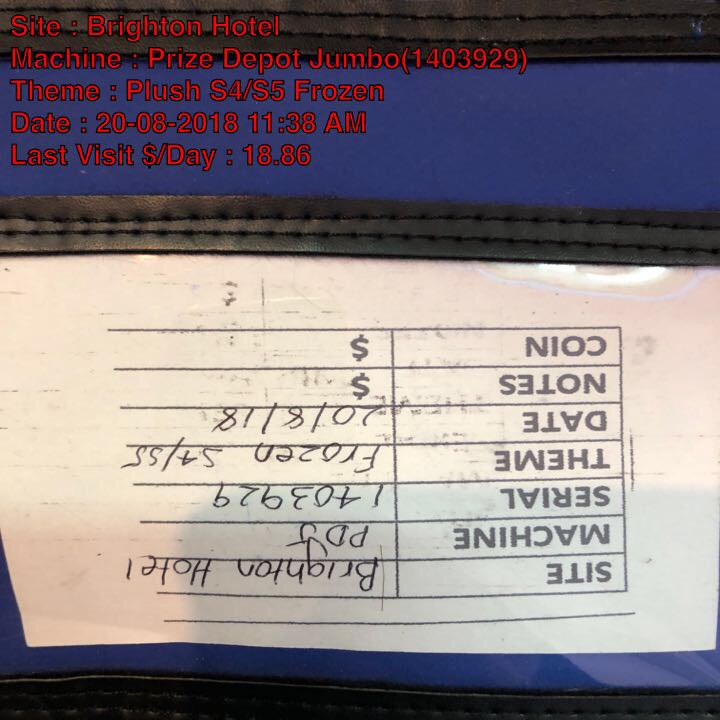 Site : Brighton Hotel
Machine : Prize Depot Jumbo(1403929)
Theme : Plush S4/S5 Frozen
Date : 20-08-2018 11:38 AM
Last Visit $/Day : 18.86
SITE Brighton Hotel
MACHINE PDJ
SERIAL 1403929
THEME Frozen S4/S5
DATE 20/8/18
NOTES $
COIN $